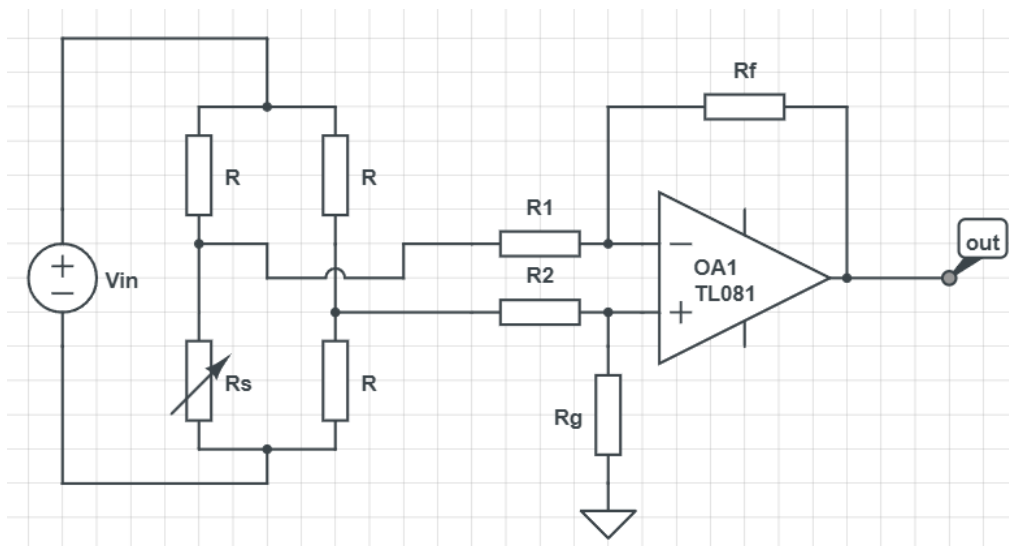 Rf
R
R
R1
out
+
−
Vin
−
OA1
TL081
R2
+
Rs
R
Rg